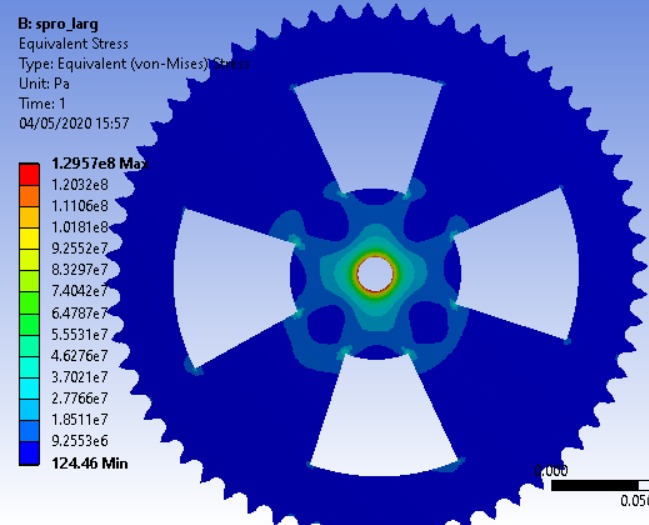 B: spro_larg
Equivalent Stress
Type: Equivalent (von-Mises) Stress
Unit: Pa
Time: 1
04/05/2020 15:57
1.2957e8 Max
1.2032e8
1.1106e8
1.0181e8
9.2552e7
8.3297e7
7.4042e7
6.4787e7
5.5531e7
4.6276e7
3.7021e7
2.7766e7
1.8511e7
9.2553e6
124.46 Min
0.000